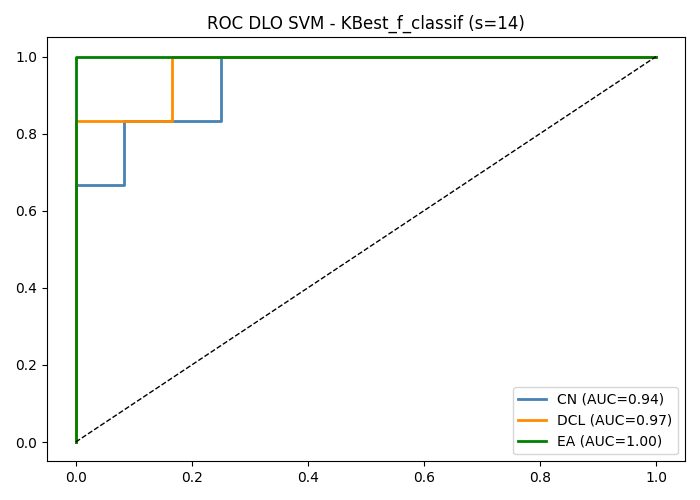 ROC DLO SVM - KBest_f_classif (s=14)
1.0
0.8
0.6
0.4
0.2
0.0
0.0 0.2 0.4 0.6 0.8 1.0
CN (AUC=0.94)
DCL (AUC=0.97)
EA (AUC=1.00)